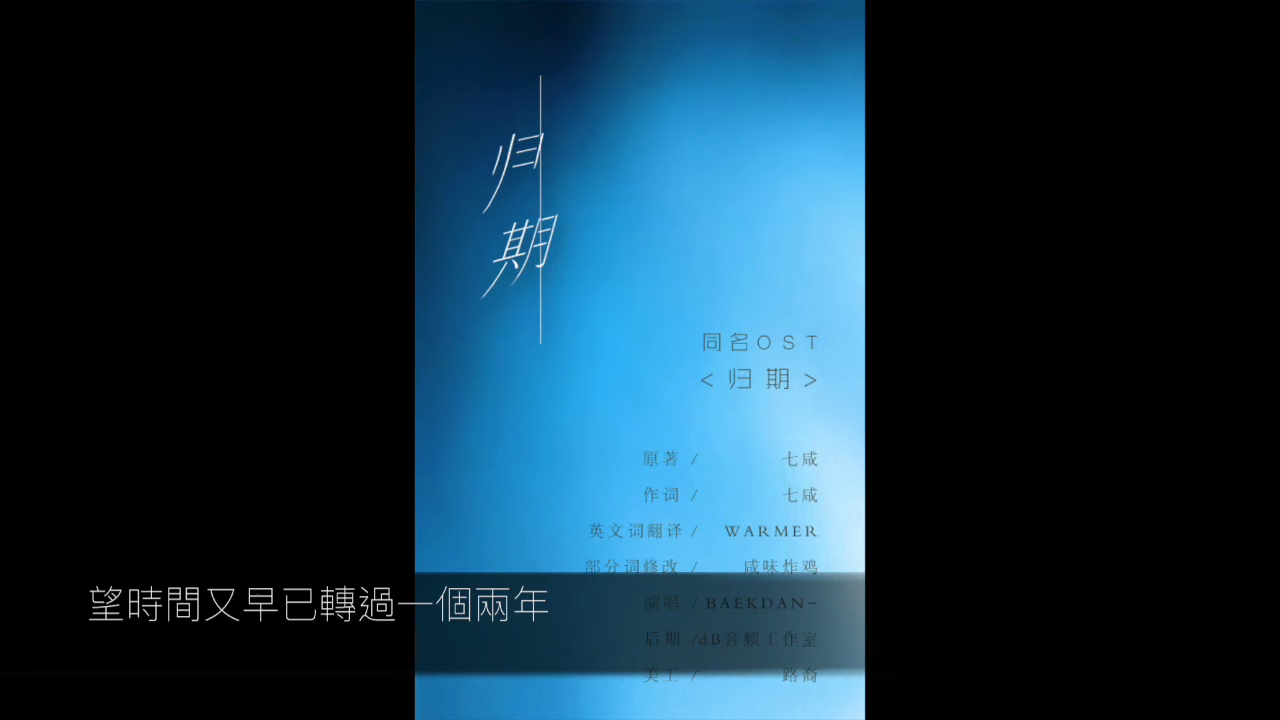 归期
同名OST
<归期>
原著/ 七咸
作词/ 七咸
英文词翻译/ WARMER
部分词修改/ 咸味炸鸡
演唱/ BAEKDAN-
后期/dB音频工作室
美工/ 路裔
望時間又早已轉過一個兩年